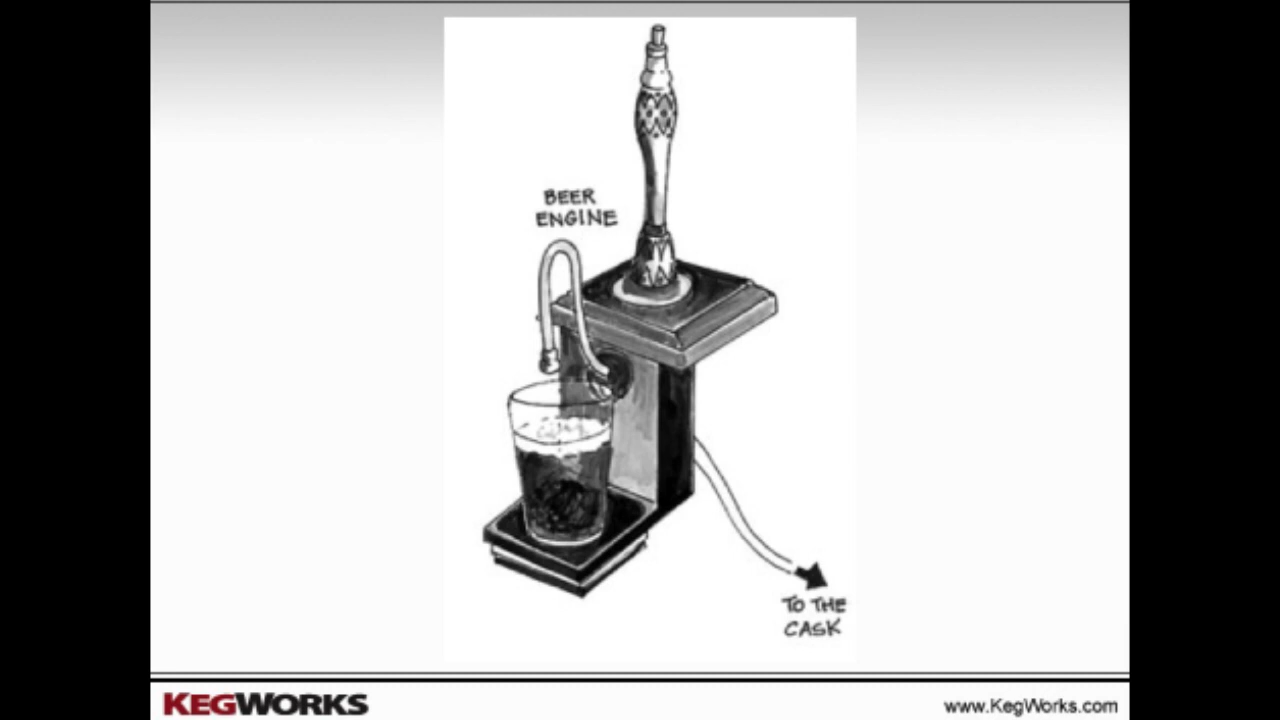 BEER
ENGINE
TO THE
CASK
KEGWORKS
www.KegWorks.com